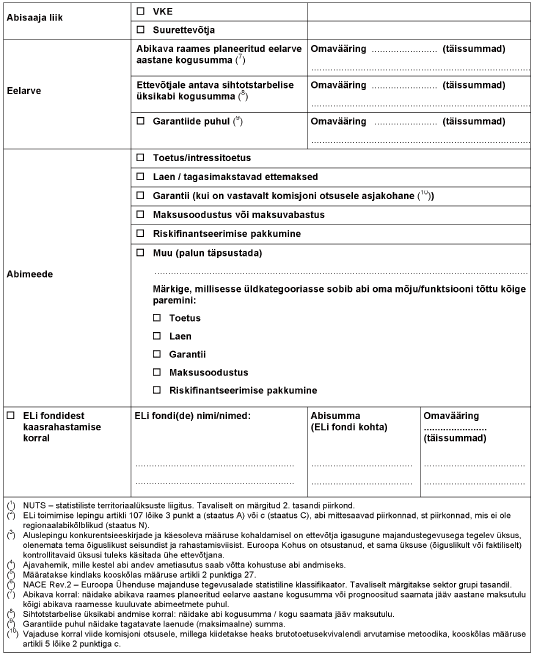 Abisaaja liik
☐ VKE
☐ Suurettevõtja
Eelarve
Abikava raames planeeritud eelarve
aastane kogusumma (7)
Omavääring ........................ (täissummad)
Ettevõtjale antava sihtotstarbelise
üksikabi kogusumma (8)
Omavääring ........................ (täissummad)
☐ Garantiide puhul (9)
Omavääring ........................ (täissummad)
Abimeede
☐ Toetus/intressitoetus
☐ Laen / tagasimakstavad ettemaksed
☐ Garantii (kui on vastavalt komisjoni otsusele asjakohane (10))
☐ Maksusoodustus või maksuvabastus
☐ Riskifinantseerimise pakkumine
☐ Muu (palun täpsustada)
Märkige, millisesse üldkategooriasse sobib abi oma mõju/funktsiooni tõttu kõige
paremini:
☐ Toetus
☐ Laen
☐ Garantii
☐ Maksusoodustus
☐ Riskifinantseerimise pakkumine
☐ ELi fondidest
kaasrahastamise
korral
ELi fondi(de) nimi/nimed:
Abisumma
(ELi fondi kohta)
Omavääring
........................
(täissummad)
(1) NUTS – statistiliste territoriaalüksuste liigitus. Tavaliselt on märgitud 2. tasandi piirkond.
(2) ELi toimimise lepingu artikli 107 lõike 3 punkt a (staatus A) või c (staatus C), abi mittesaavad piirkonnad, st piirkonnad, mis ei ole
regionaalabikõlblikud (staatus N).
(3) Aluslepingu konkurentsieeskirjade ja käesoleva määruse kohaldamisel on ettevõtja igasugune majandustegevusega tegelev üksus,
olenemata tema õiguslikust seisundist ja rahastamisviisist. Euroopa Kohus on otsustanud, et sama üksuse (õiguslikult või faktiliselt)
kontrollitavaid üksusi tuleks käsitada ühe ettevõtjana.
(4) Ajavahemik, mille kestel abi andev ametiasutus saab võtta kohustuse abi andmiseks.
(5) Määratakse kindlaks kooskõlas määruse artikli 2 punktiga 27.
(6) NACE Rev.2 – Euroopa Ühenduse majanduse tegevusalade statistiline klassifikaator. Tavaliselt märgitakse sektor grupi tasandil.
(7) Abikava korral: näidake abikava raames planeeritud eelarve aastane kogusumma või prognoositud saamata jääv aastane maksutulu
kõigi abikava raamesse kuuluvate abimeetmete puhul.
(8) Sihtotstarbelise üksikabi andmise korral: näidake abi kogusumma / kogu saamata jääv maksutulu.
(9) Garantiide puhul näidake tagatavate laenude (maksimaalne) summa.
(10) Vajaduse korral viide komisjoni otsusele, millega kiidetakse heaks brutotoetusekvivalendi arvutamise metoodika, kooskõlas määruse
artikli 5 lõike 2 punktiga c.